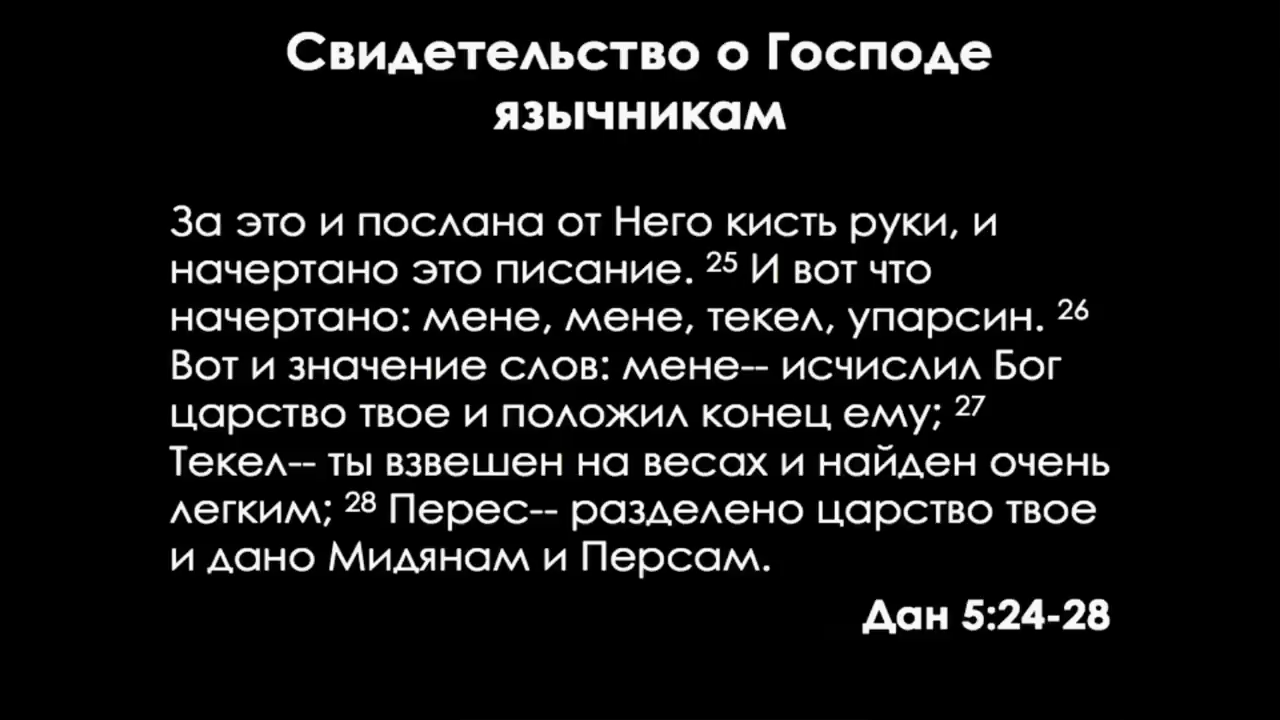 Свидетельство о Господе
язычникам
За это и послана от Него кисть руки, и
начертано это писание. 25 И вот что
начертано: мене, мене, текел, упарсин. 26
Вот и значение слов: мене-- исчислил Бог
царство твое и положил конец ему; 27
Текел-- ты взвешен на весах и найден очень
легким; 28 Перес-- разделено царство твое
и дано Мидянам и Персам.
Дан 5:24-28